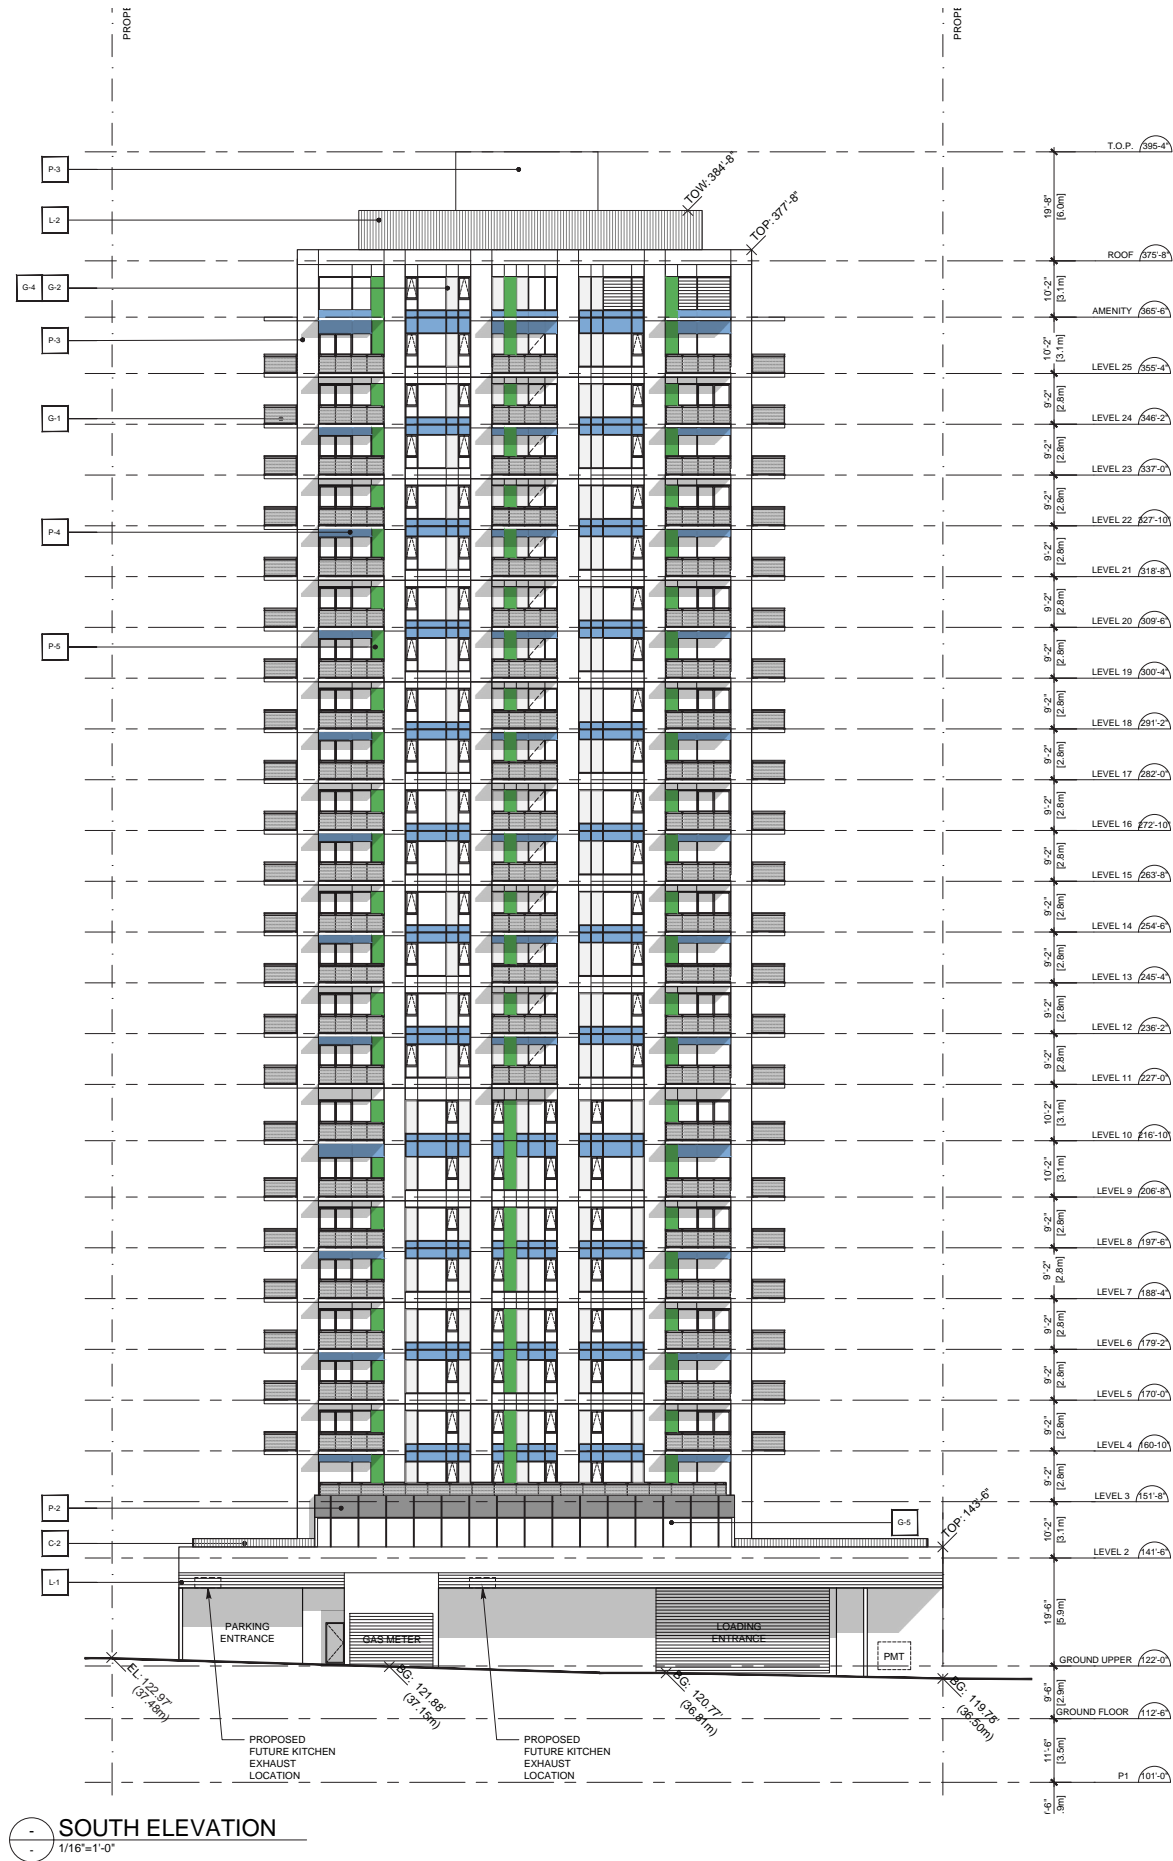 PROPE
PROPE
P-3
L-2
G-4
G-2
P-3
G-1
P-4
P-5
P-2
C-2
L-1
G-5
TOW: 384'-8"
TOP: 377'-8"
TOP: 143'-6"
T.O.P. 395-4"
19'-8"
[6.0m]
ROOF 375'-8"
10'-2"
[3.1m]
AMENITY 365'-6"
10'-2"
[3.1m]
LEVEL 25 355'-4"
9'-2"
[2.8m]
LEVEL 24 346'-2"
9'-2"
[2.8m]
LEVEL 23 337'-0"
9'-2"
[2.8m]
LEVEL 22 327'-10"
9'-2"
[2.8m]
LEVEL 21 318'-8"
9'-2"
[2.8m]
LEVEL 20 309'-6"
9'-2"
[2.8m]
LEVEL 19 300'-4"
9'-2"
[2.8m]
LEVEL 18 291'-2"
9'-2"
[2.8m]
LEVEL 17 282'-0"
9'-2"
[2.8m]
LEVEL 16 272'-10"
9'-2"
[2.8m]
LEVEL 15 263'-8"
9'-2"
[2.8m]
LEVEL 14 254'-6"
9'-2"
[2.8m]
LEVEL 13 245'-4"
9'-2"
[2.8m]
LEVEL 12 236'-2"
9'-2"
[2.8m]
LEVEL 11 227'-0"
10'-2"
[3.1m]
LEVEL 10 216'-10"
10'-2"
[3.1m]
LEVEL 9 206'-8"
9'-2"
[2.8m]
LEVEL 8 197'-6"
9'-2"
[2.8m]
LEVEL 7 188'-4"
9'-2"
[2.8m]
LEVEL 6 179'-2"
9'-2"
[2.8m]
LEVEL 5 170'-0"
9'-2"
[2.8m]
LEVEL 4 160-10"
9'-2"
[2.8m]
LEVEL 3 151'-8"
10'-2"
[3.1m]
LEVEL 2 141'-6"
19'-6"
[5.9m]
GROUND UPPER 122'-0"
9'-6"
[2.9m]
GROUND FLOOR 112'-6"
11'-6"
[3.5m]
P1 101'-0"
'-6"
.9m]
PARKING
ENTRANCE
GAS METER
LOADING
ENTRANCE
PMT
EL: 122.97'
(37.48m)
BG: 121.88'
(37.15m)
BG: 120.77'
(36.81m)
BG: 119.75'
(36.50m)
PROPOSED
FUTURE KITCHEN
EXHAUST
LOCATION
PROPOSED
FUTURE KITCHEN
EXHAUST
LOCATION
-
-
SOUTH ELEVATION
1/16"=1'-0"